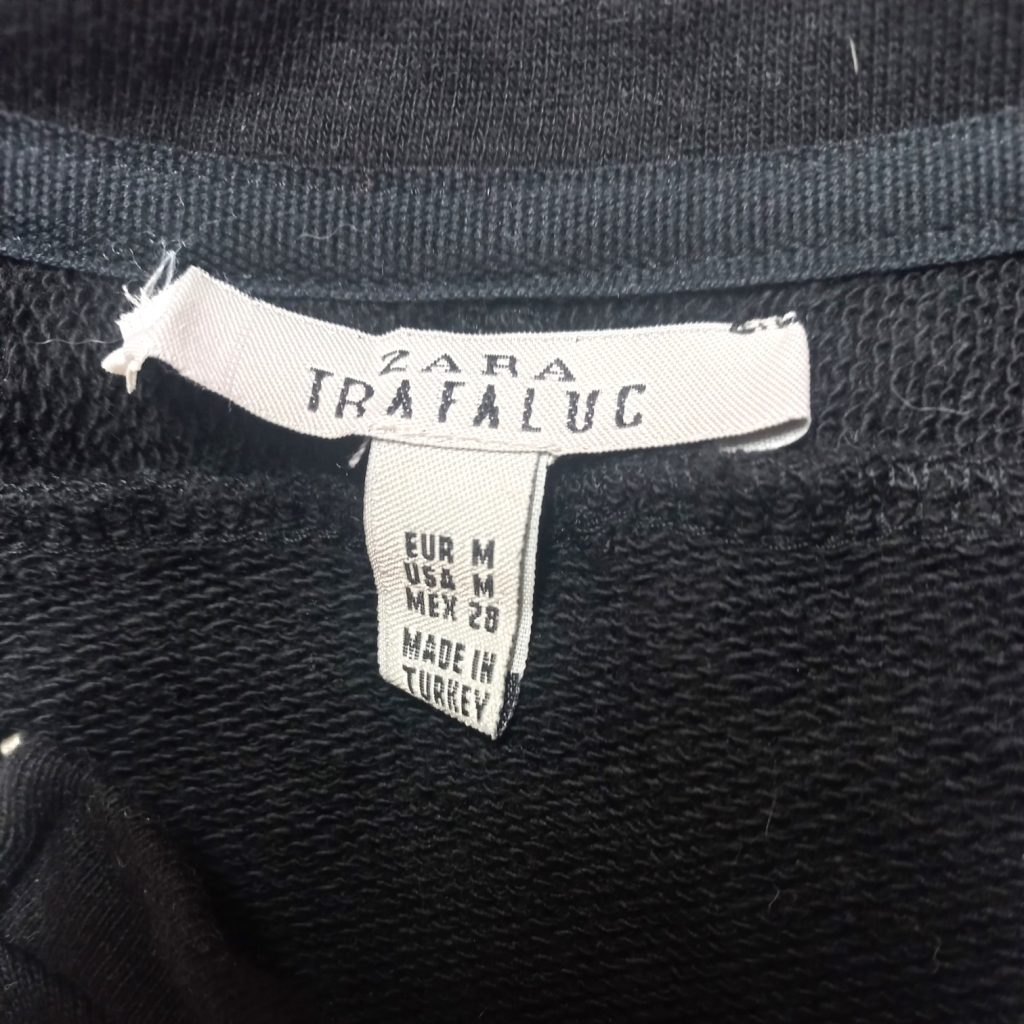 ZARA
TRAFALUC
EUR M
USA M
MEX 28
MADE IN
TURKEY